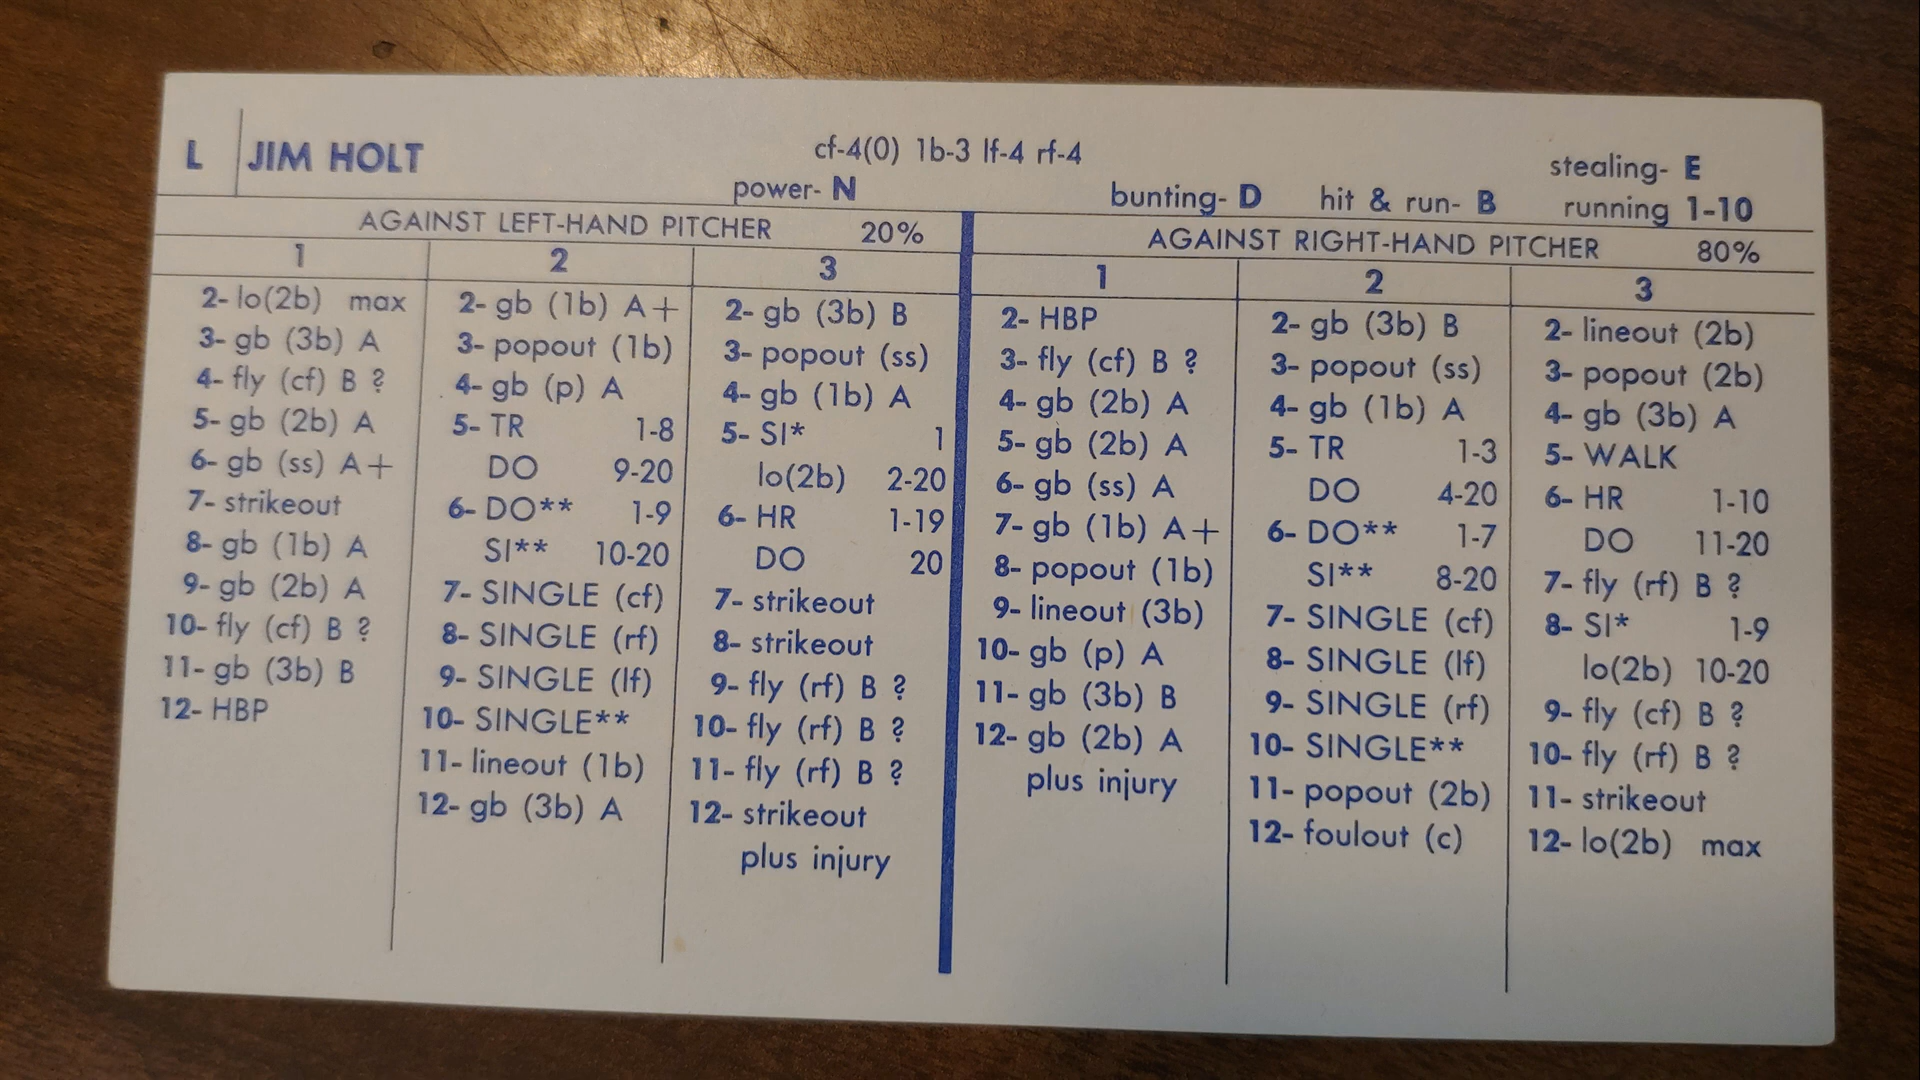 L JIM HOLT
cf-4(0) 1b-3 lf-4 rf-4
stealing- E
power- N
bunting- D hit & run- B running 1-10
AGAINST LEFT-HAND PITCHER 20%
1
2- lo(2b) max
3- gb (3b) A
4- fly (cf) B ?
5- gb (2b) A
6- gb (ss) A+
7- strikeout
8- gb (1b) A
9- gb (2b) A
10- fly (cf) B ?
11- gb (3b) B
12- HBP
2
2- gb (1b) A+
3- popout (1b)
4- gb (p) A
5- TR 1-8
DO 9-20
6- DO** 1-9
SI** 10-20
7- SINGLE (cf)
8- SINGLE (rf)
9- SINGLE (lf)
10- SINGLE**
11- lineout (1b)
12- gb (3b) A
3
2- gb (3b) B
3- popout (ss)
4- gb (1b) A
5- SI* 1
lo(2b) 2-20
6- HR 1-19
DO 20
7- strikeout
8- strikeout
9- fly (rf) B ?
10- fly (rf) B ?
11- fly (rf) B ?
12- strikeout
plus injury
AGAINST RIGHT-HAND PITCHER 80%
1
2- HBP
3- fly (cf) B ?
4- gb (2b) A
5- gb (2b) A
6- gb (ss) A
7- gb (1b) A+
8- popout (1b)
9- lineout (3b)
10- gb (p) A
11- gb (3b) B
12- gb (2b) A
plus injury
2
2- gb (3b) B
3- popout (ss)
4- gb (1b) A
5- TR 1-3
DO 4-20
6- DO** 1-7
SI** 8-20
7- SINGLE (cf)
8- SINGLE (lf)
9- SINGLE (rf)
10- SINGLE**
11- popout (2b)
12- foulout (c)
3
2- lineout (2b)
3- popout (2b)
4- gb (3b) A
5- WALK
6- HR 1-10
DO 11-20
7- fly (rf) B ?
8- SI* 1-9
lo(2b) 10-20
9- fly (cf) B ?
10- fly (rf) B ?
11- strikeout
12- lo(2b) max